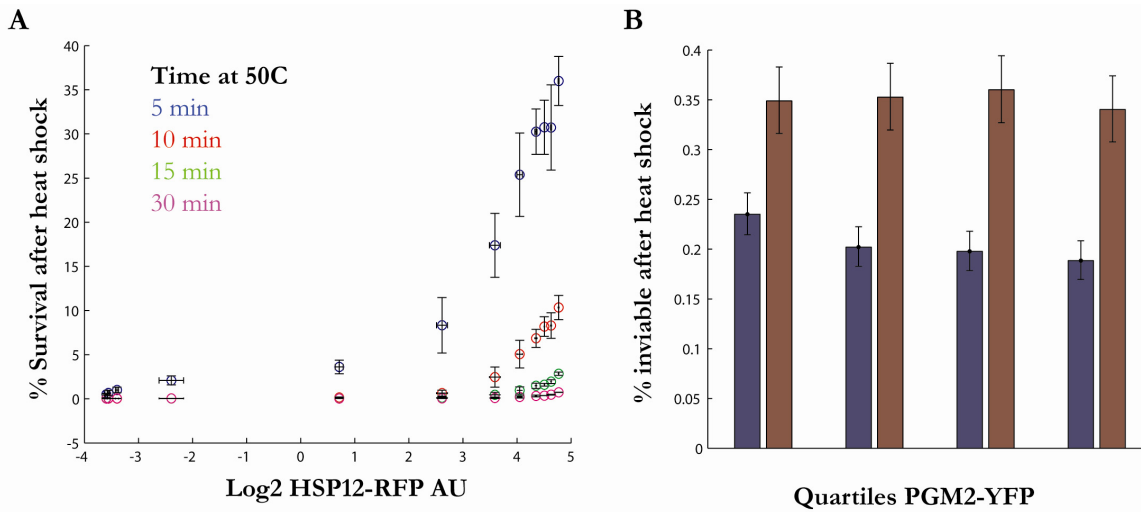 A
% Survival after heat shock
40
35
30
25
20
15
10
5
0
-5
Time at 50C
5 min
10 min
15 min
30 min
-4 -3 -2 -1 0 1 2 3 4 5
Log2 HSP12-RFP AU
B
% inviable after heat shock
0.4
0.35
0.3
0.25
0.2
0.15
0.1
0.05
0
Quartiles PGM2-YFP